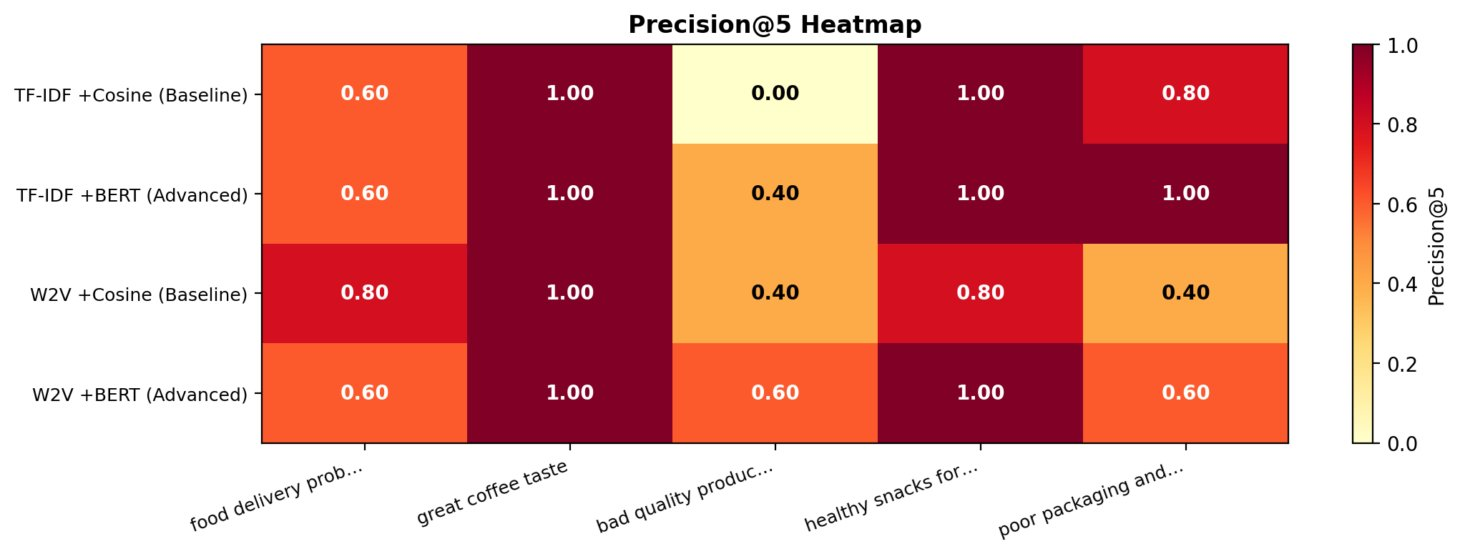 Precision@5 Heatmap
TF-IDF +Cosine (Baseline) 0.60 1.00 0.00 1.00 0.80
TF-IDF +BERT (Advanced) 0.60 1.00 0.40 1.00 1.00
W2V +Cosine (Baseline) 0.80 1.00 0.40 0.80 0.40
W2V +BERT (Advanced) 0.60 1.00 0.60 1.00 0.60
food delivery prob...
great coffee taste
bad quality produc...
healthy snacks for...
poor packaging and...
1.0
0.8
0.6
0.4
0.2
0.0
Precision@5